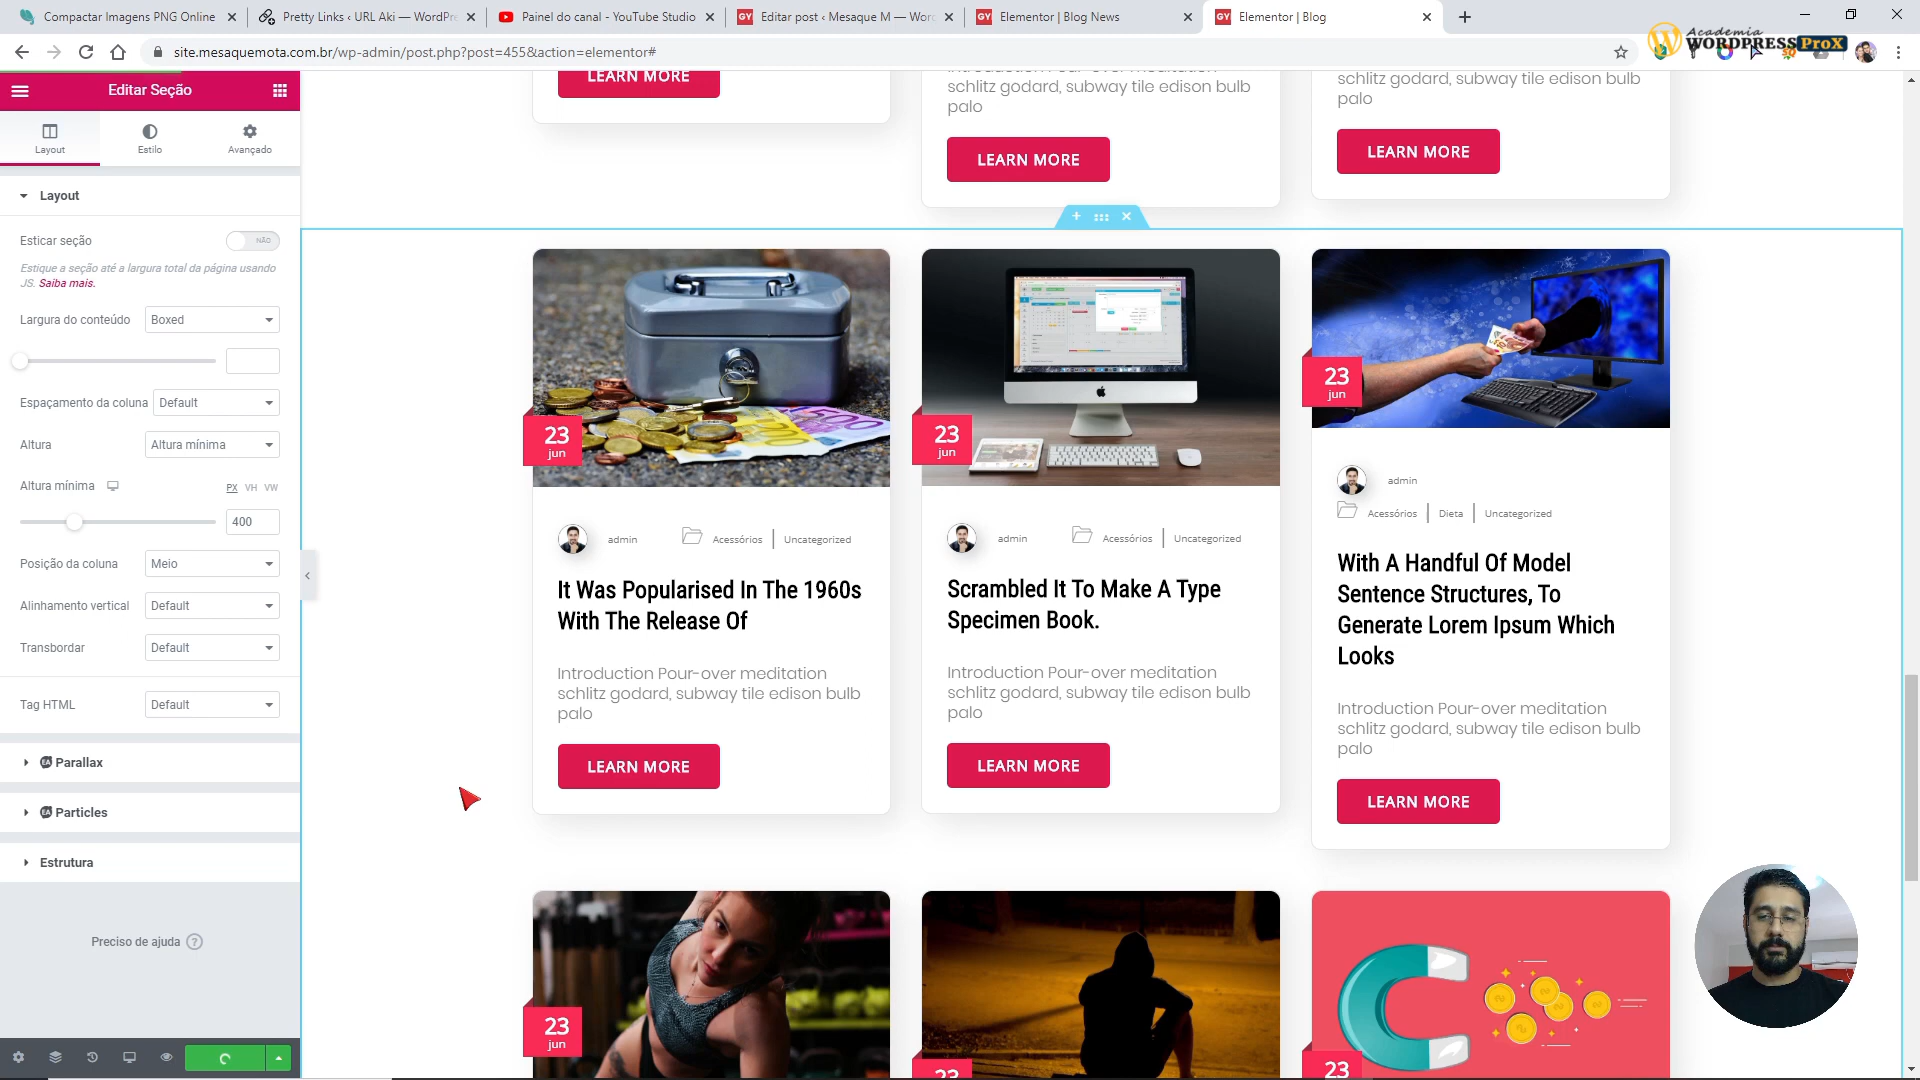 Compactar Imagens PNG Online
Pretty Links ‹ URL Aki — WordPre
Painel do canal - YouTube Studio
Editar post ‹ Mesaque M — Word
Elementor | Blog News
Elementor | Blog
site.mesaquemota.com.br/wp-admin/post.php?post=455&action=elementor#
Academia
WORDPRESS ProX
Editar Seção
Layout
Estilo
Avançado
Layout
Esticar seção
NÃO
Estique a seção até a largura total da página usando
JS. Saiba mais.
Largura do conteúdo
Boxed
Espaçamento da coluna
Default
Altura
Altura mínima
Altura mínima
PX VH VW
400
Posição da coluna
Meio
Alinhamento vertical
Default
Transbordar
Default
Tag HTML
Default
EA Parallax
EA Particles
Estrutura
Preciso de ajuda ?
LEARN MORE
Introduction Pour-over meditation
schlitz godard, subway tile edison bulb
palo
LEARN MORE
schlitz godard, subway tile edison bulb
palo
LEARN MORE
23
jun
admin
Acessórios
Uncategorized
It Was Popularised In The 1960s
With The Release Of
Introduction Pour-over meditation
schlitz godard, subway tile edison bulb
palo
LEARN MORE
23
jun
admin
Acessórios
Uncategorized
Scrambled It To Make A Type
Specimen Book.
Introduction Pour-over meditation
schlitz godard, subway tile edison bulb
palo
LEARN MORE
23
jun
admin
Acessórios
Dieta
Uncategorized
With A Handful Of Model
Sentence Structures, To
Generate Lorem Ipsum Which
Looks
Introduction Pour-over meditation
schlitz godard, subway tile edison bulb
palo
LEARN MORE
23
jun
23
23